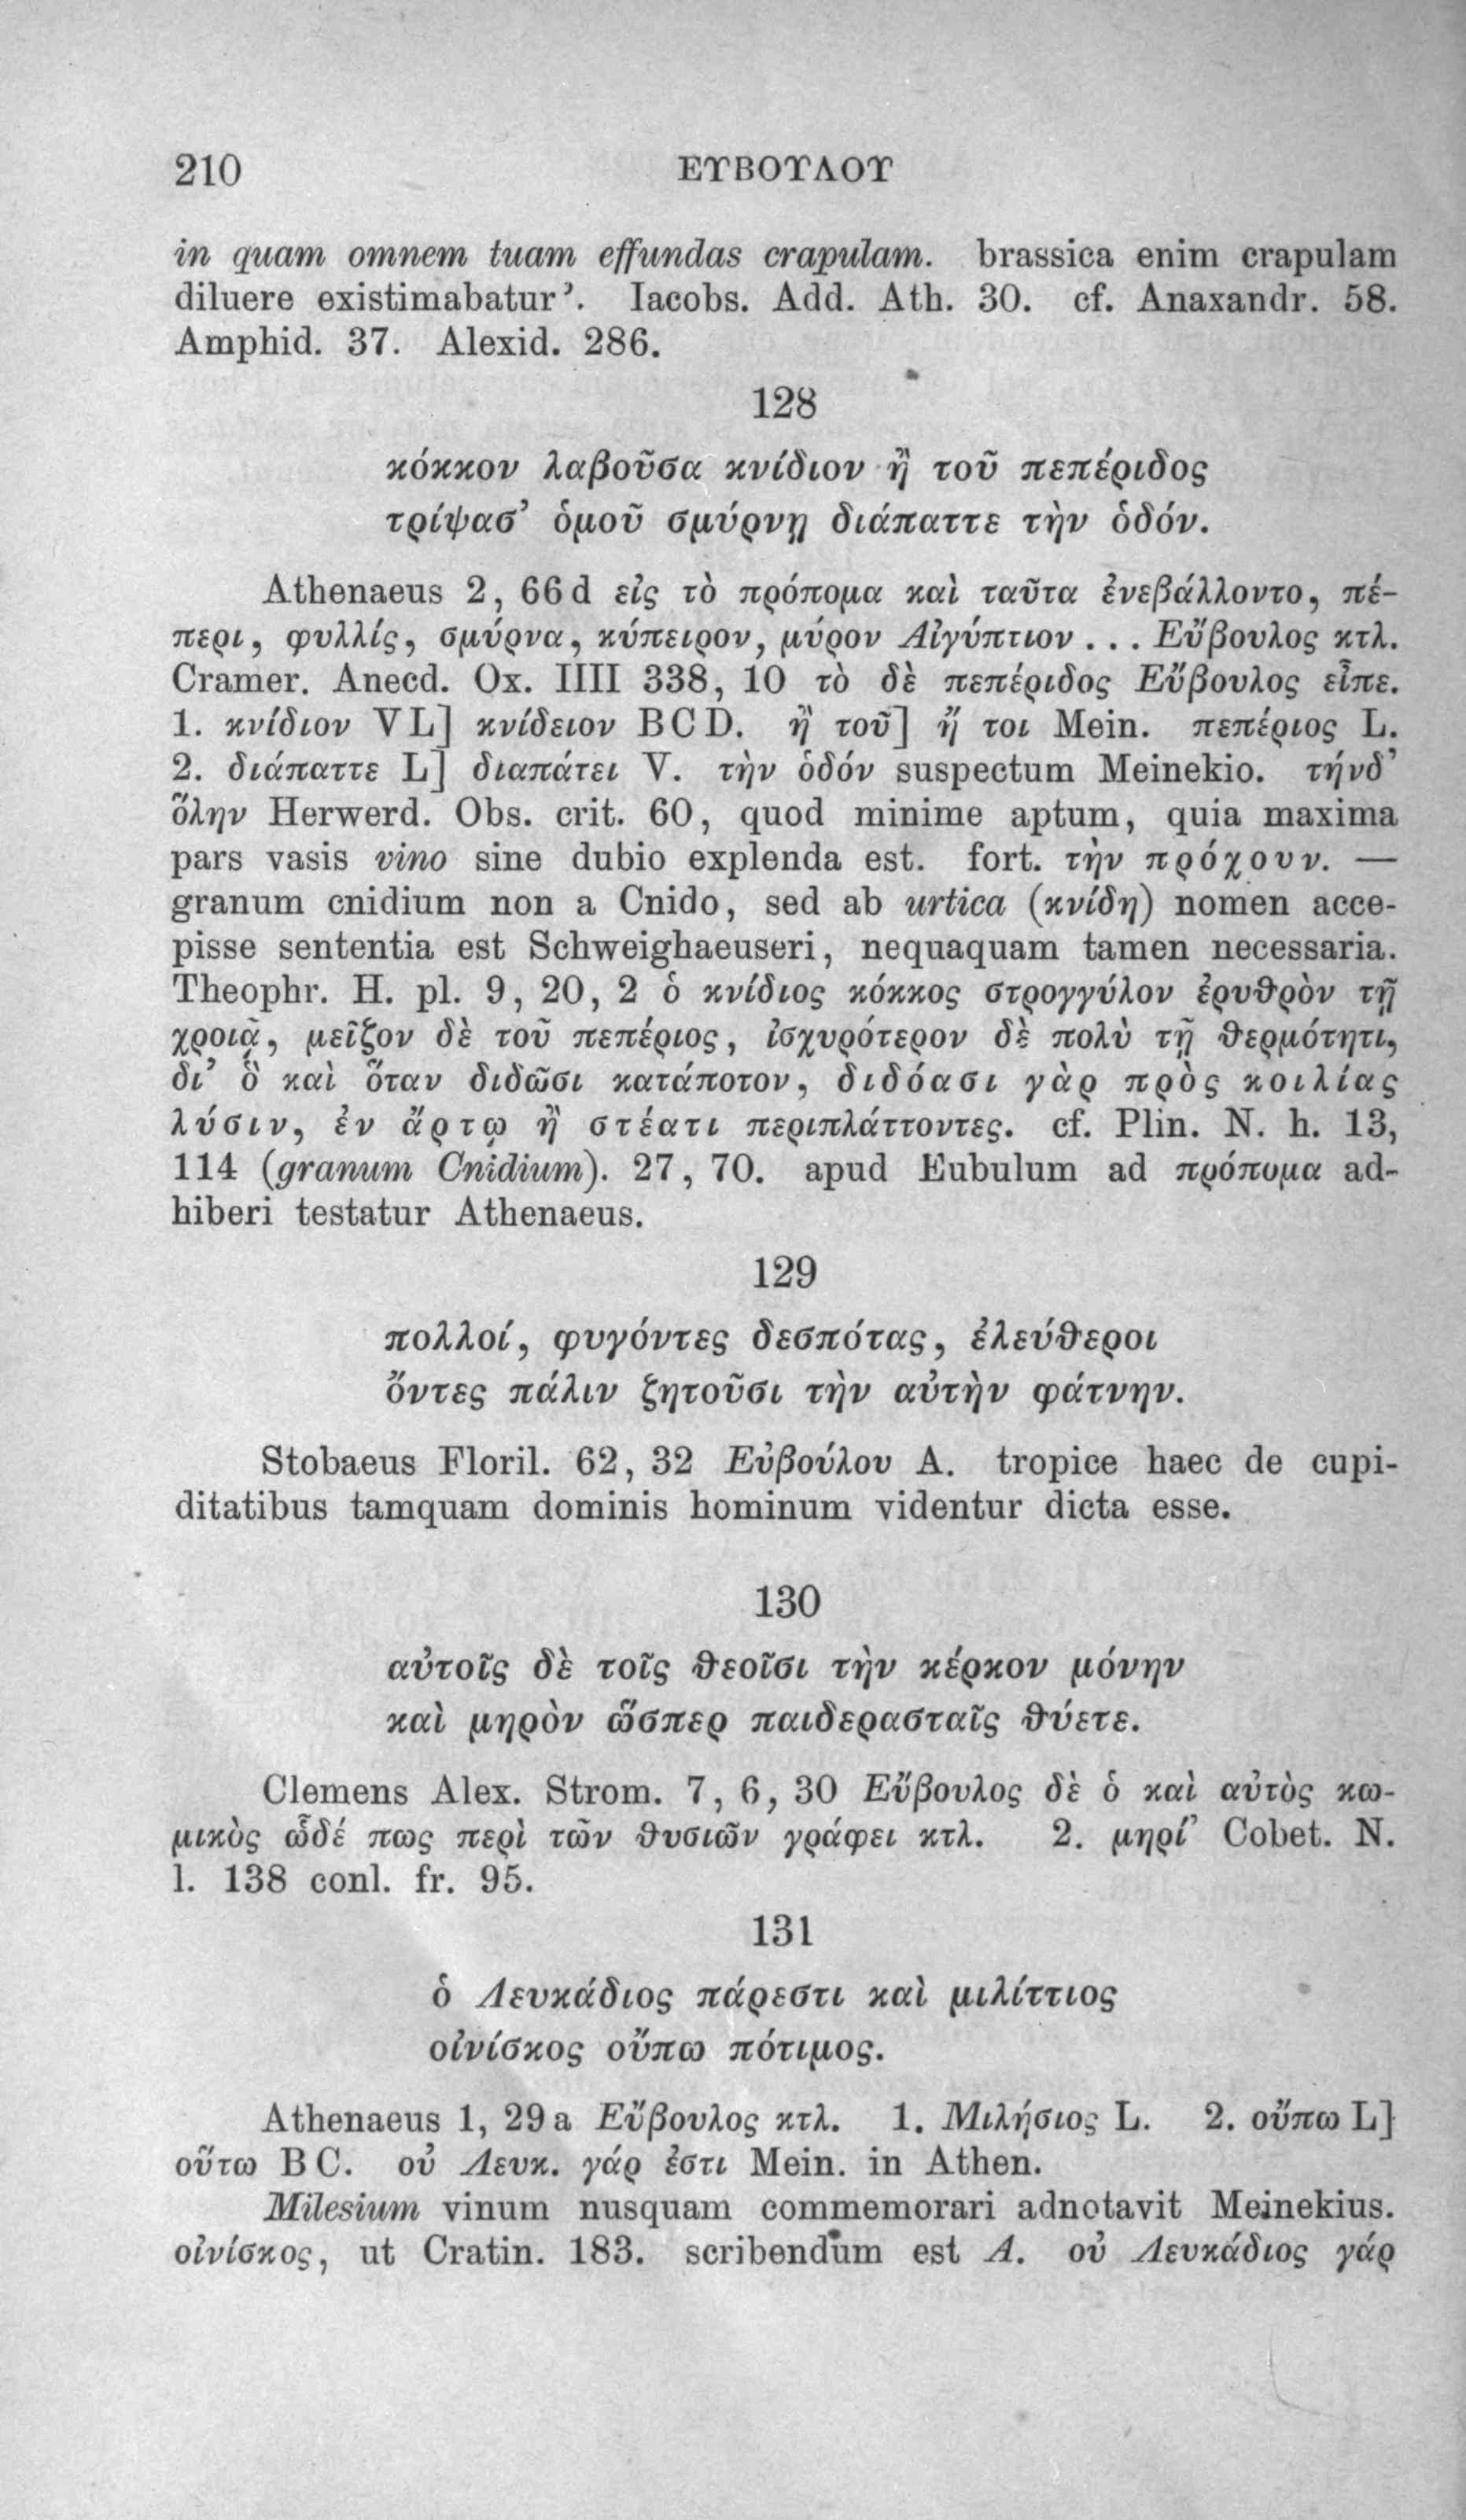 210 ΕΥΒΟΥΛΟΥ
in quam omnem tuam effundas crapulam. brassica enim crapulam
diluere existimabatur’. Iacobs. Add. Ath. 30. cf. Anaxandr. 58.
Amphid. 37. Alexid. 286.
128
κόκκον λαβοῦσα κνίδιον ἢ τοῦ πεπέριδος
τρίψασ’ ὁμοῦ σμύρνῃ διάπαττε τὴν ὁδόν.
Athenaeus 2, 66 d εἰς τὸ πρόπομα καὶ ταῦτα ἐνεβάλλοντο, πέ-
περι, φυλλίς, σμύρνα, κύπειρον, μύρον Αἰγύπτιον ... Εὔβουλος κτλ.
Cramer. Anecd. Ox. IIII 338, 10 τὸ δὲ πεπέριδος Εὔβουλος εἶπε.
1. κνίδιον VL] κνίδειον BCD. ἢ τοῦ] ἤ τοι Mein. πεπέριος L.
2. διάπαττε L] διαπάτει V. τὴν ὁδόν suspectum Meinekio. τήνδ’
ὅλην Herwerd. Obs. crit. 60, quod minime aptum, quia maxima
pars vasis vino sine dubio explenda est. fort. τὴν πρόχουν. —
granum cnidium non a Cnido, sed ab urtica (κνίδη) nomen acce-
pisse sententia est Schweighaeuseri, nequaquam tamen necessaria.
Theophr. H. pl. 9, 20, 2 ὁ κνίδιος κόκκος στρογγύλον ἐρυθρὸν τῇ
χροιᾷ, μεῖζον δὲ τοῦ πεπέριος, ἰσχυρότερον δὲ πολὺ τῇ θερμότητι,
δι’ ὃ καὶ ὅταν διδῶσι κατάποτον, διδόασι γὰρ πρὸς κοιλίας
λύσιν, ἐν ἄρτῳ ἢ στέατι περιπλάττοντες. cf. Plin. N. h. 13,
114 (granum Cnidium). 27, 70. apud Eubulum ad πρόπομα ad-
hiberi testatur Athenaeus.
129
πολλοί, φυγόντες δεσπότας, ἐλεύθεροι
ὄντες πάλιν ζητοῦσι τὴν αὐτὴν φάτνην.
Stobaeus Floril. 62, 32 Εὐβούλου A. tropice haec de cupi-
ditatibus tamquam dominis hominum videntur dicta esse.
130
αὐτοῖς δὲ τοῖς θεοῖσι τὴν κέρκον μόνην
καὶ μηρὸν ὥσπερ παιδερασταῖς θύετε.
Clemens Alex. Strom. 7, 6, 30 Εὔβουλος δὲ ὁ καὶ αὐτὸς κω-
μικὸς ὧδέ πως περὶ τῶν θυσιῶν γράφει κτλ. 2. μηρί’ Cobet. N.
l. 138 conl. fr. 95.
131
ὁ Λευκάδιος πάρεστι καὶ μιλίττιος
οἰνίσκος οὔπω πότιμος.
Athenaeus 1, 29 a Εὔβουλος κτλ. 1. Μιλήσιος L. 2. οὔπω L]
οὕτω BC. οὐ Λευκ. γάρ ἐστι Mein. in Athen.
Milesium vinum nusquam commemorari adnotavit Meinekius.
οἰνίσκος, ut Cratin. 183. scribendum est Α. οὐ Λευκάδιος γάρ